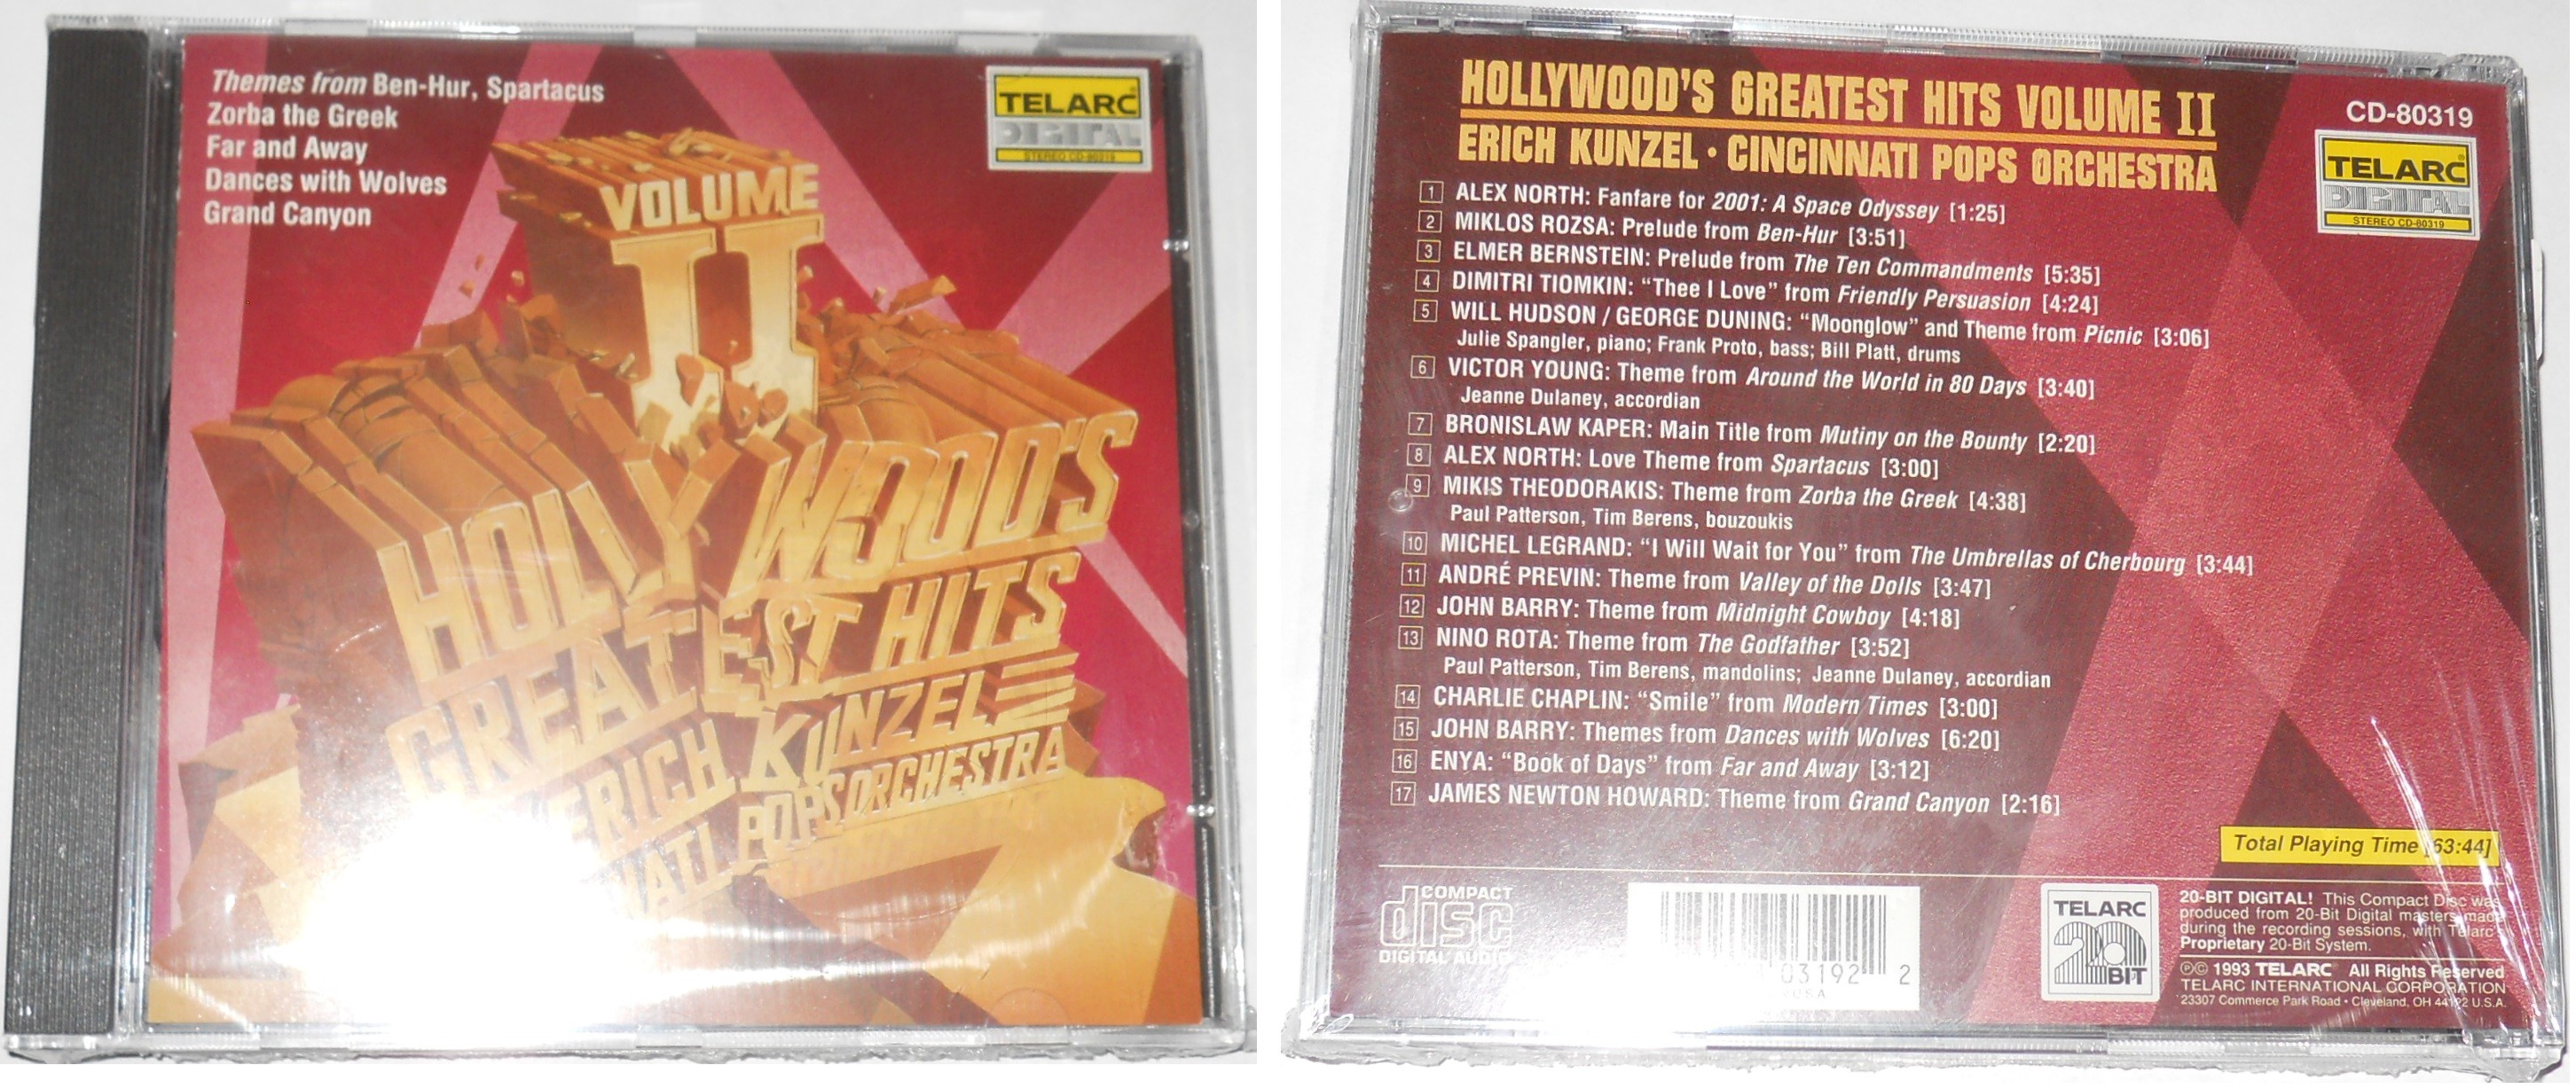 Themes from Ben-Hur, Spartacus
Zorba the Greek
Far and Away
Dances with Wolves
Grand Canyon
TELARC
DIGITAL
STEREO CD-80319
VOLUME
II
HOLLYWOOD'S
GREATEST HITS
ERICH KUNZEL
POPS ORCHESTRA
HOLLYWOOD'S GREATEST HITS VOLUME II
ERICH KUNZEL • CINCINNATI POPS ORCHESTRA
CD-80319
TELARC
DIGITAL
STEREO CD-80319
1 ALEX NORTH: Fanfare for 2001: A Space Odyssey [1:25]
2 MIKLOS ROZSA: Prelude from Ben-Hur [3:51]
3 ELMER BERNSTEIN: Prelude from The Ten Commandments [5:35]
4 DIMITRI TIOMKIN: “Thee I Love” from Friendly Persuasion [4:24]
5 WILL HUDSON / GEORGE DUNING: “Moonglow” and Theme from Picnic [3:06]
Julie Spangler, piano; Frank Proto, bass; Bill Platt, drums
6 VICTOR YOUNG: Theme from Around the World in 80 Days [3:40]
Jeanne Dulaney, accordian
7 BRONISLAW KAPER: Main Title from Mutiny on the Bounty [2:20]
8 ALEX NORTH: Love Theme from Spartacus [3:00]
9 MIKIS THEODORAKIS: Theme from Zorba the Greek [4:38]
Paul Patterson, Tim Berens, bouzoukis
10 MICHEL LEGRAND: “I Will Wait for You” from The Umbrellas of Cherbourg [3:44]
11 ANDRÉ PREVIN: Theme from Valley of the Dolls [3:47]
12 JOHN BARRY: Theme from Midnight Cowboy [4:18]
13 NINO ROTA: Theme from The Godfather [3:52]
Paul Patterson, Tim Berens, mandolins; Jeanne Dulaney, accordian
14 CHARLIE CHAPLIN: “Smile” from Modern Times [3:00]
15 JOHN BARRY: Themes from Dances with Wolves [6:20]
16 ENYA: “Book of Days” from Far and Away [3:12]
17 JAMES NEWTON HOWARD: Theme from Grand Canyon [2:16]
Total Playing Time [63:44]
COMPACT
disc
DIGITAL AUDIO
03192 2
USA
TELARC
20
BIT
20-BIT DIGITAL! This Compact Disc was
produced from 20-Bit Digital masters made
during the recording sessions, with Telarc's
Proprietary 20-Bit System.
℗© 1993 TELARC All Rights Reserved
TELARC INTERNATIONAL CORPORATION
23307 Commerce Park Road • Cleveland, OH 44122 U.S.A.